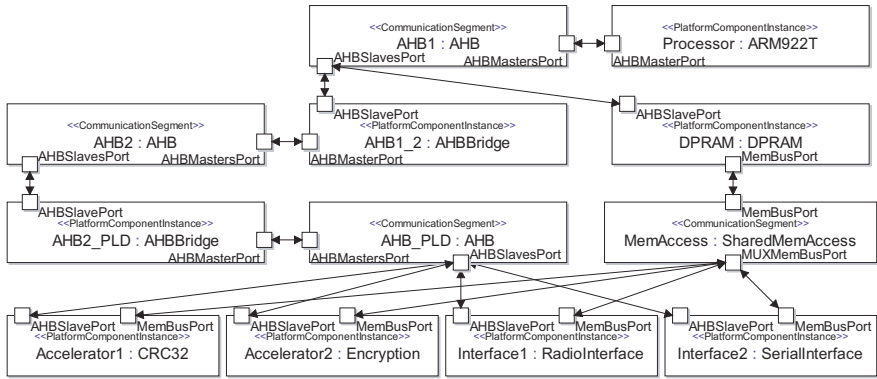 <<CommunicationSegment>>
AHB1 : AHB
AHBSlavesPort
AHBMastersPort
<<PlatformComponentInstance>>
Processor : ARM922T
AHBMasterPort
<<CommunicationSegment>>
AHB2 : AHB
AHBSlavesPort
AHBMastersPort
AHBSlavePort
<<PlatformComponentInstance>>
AHB1_2 : AHBBridge
AHBMasterPort
AHBSlavePort
<<PlatformComponentInstance>>
DPRAM : DPRAM
MemBusPort
AHBSlavePort
<<PlatformComponentInstance>>
AHB2_PLD : AHBBridge
AHBMasterPort
<<CommunicationSegment>>
AHB_PLD : AHB
AHBSlavesPort
AHBMastersPort
MemBusPort
<<CommunicationSegment>>
MemAccess : SharedMemAccess
MUXMemBusPort
AHBSlavePort
MemBusPort
<<PlatformComponentInstance>>
Accelerator1 : CRC32
AHBSlavePort
MemBusPort
<<PlatformComponentInstance>>
Accelerator2 : Encryption
AHBSlavePort
MemBusPort
<<PlatformComponentInstance>>
Interface1 : RadioInterface
AHBSlavePort
MemBusPort
<<PlatformComponentInstance>>
Interface2 : SerialInterface